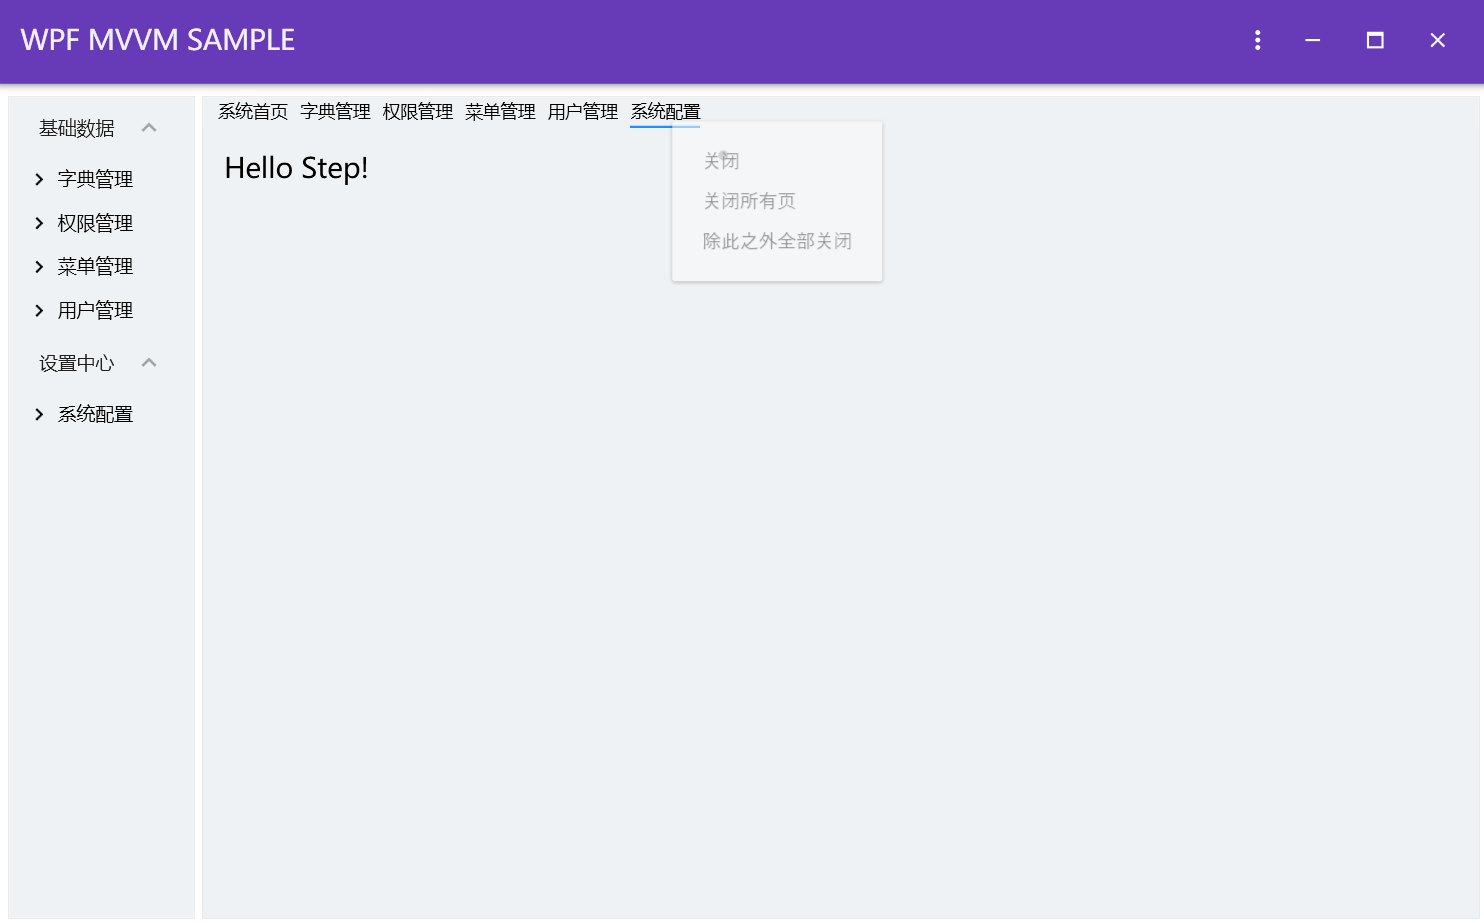 WPF MVVM SAMPLE
基础数据
字典管理
权限管理
菜单管理
用户管理
设置中心
系统配置
系统首页 字典管理 权限管理 菜单管理 用户管理 系统配置
Hello Step!
关闭
关闭所有页
除此之外全部关闭